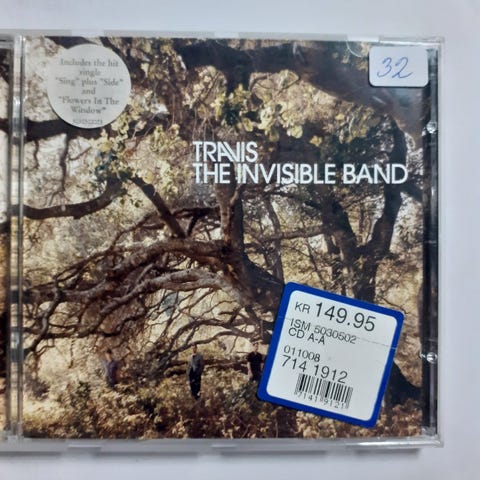 Includes the hit
single
"Sing" plus "Side"
and
"Flowers In The
Window"
32
TRAVIS
THE INVISIBLE BAND
KR 149.95
ISM 5030502
CD A-A
011008
714 1912